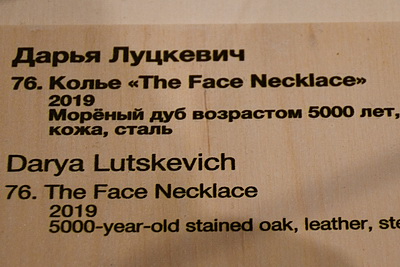 Дарья Луцкевич
76. Колье «The Face Necklace»
2019
Морёный дуб возрастом 5000 лет,
кожа, сталь
Darya Lutskevich
76. The Face Necklace
2019
5000-year-old stained oak, leather,